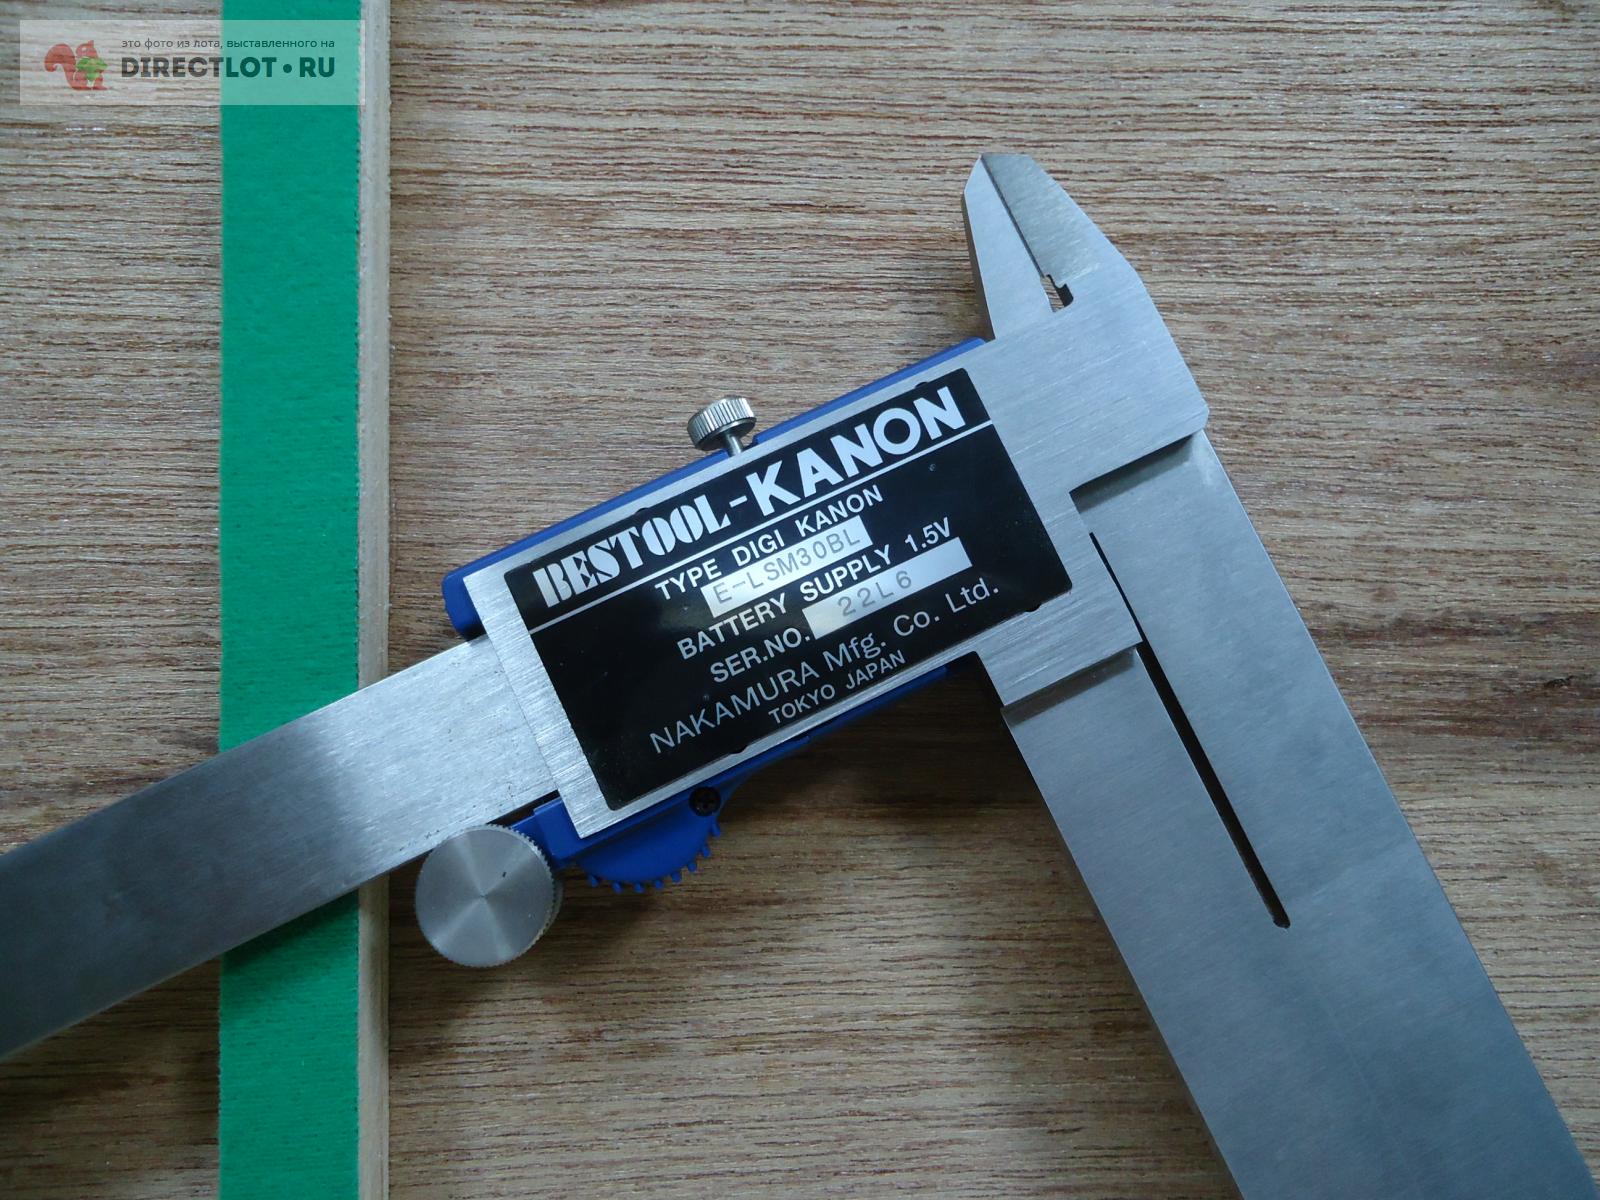 это фото из лота, выставленного на
DIRECTLOT•RU
BESTOOL-KANON
TYPE DIGI KANON
E-LSM30BL
BATTERY SUPPLY 1.5V
SER.NO. 22L6
NAKAMURA Mfg. Co. Ltd.
TOKYO JAPAN